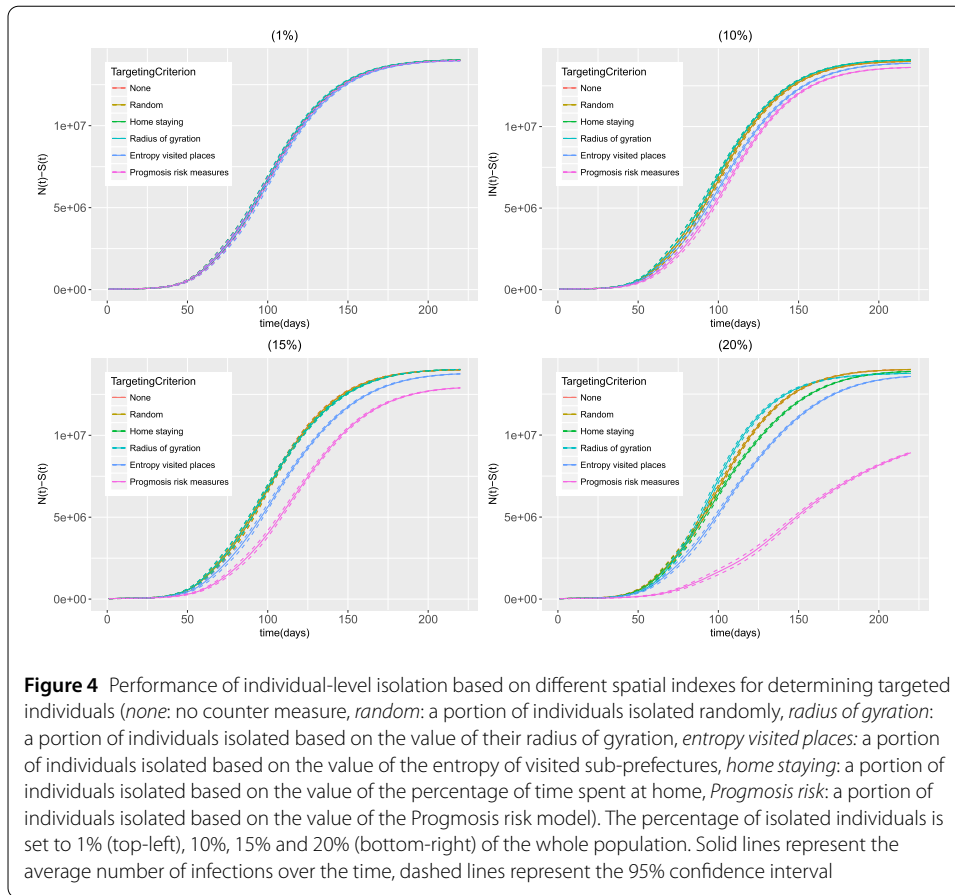 (1%)
N(t)−S(t)
1e+07
5e+06
0e+00
TargetingCriterion
None
Random
Home staying
Radius of gyration
Entropy visited places
Progmosis risk measures
0 50 100 150 200
time(days)
(10%)
IN(t)−S(t)
1e+07
5e+06
0e+00
TargetingCriterion
None
Random
Home staying
Radius of gyration
Entropy visited places
Progmosis risk measures
0 50 100 150 200
time(days)
(15%)
N(t)−S(t)
1e+07
5e+06
0e+00
TargetingCriterion
None
Random
Home staying
Radius of gyration
Entropy visited places
Progmosis risk measures
0 50 100 150 200
time(days)
(20%)
N(t)−S(t)
1e+07
5e+06
0e+00
TargetingCriterion
None
Random
Home staying
Radius of gyration
Entropy visited places
Progmosis risk measures
0 50 100 150 200
time(days)
Figure 4 Performance of individual-level isolation based on different spatial indexes for determining targeted
individuals (none: no counter measure, random: a portion of individuals isolated randomly, radius of gyration:
a portion of individuals isolated based on the value of their radius of gyration, entropy visited places: a portion
of individuals isolated based on the value of the entropy of visited sub-prefectures, home staying: a portion of
individuals isolated based on the value of the percentage of time spent at home, Progmosis risk: a portion of
individuals isolated based on the value of the Progmosis risk model). The percentage of isolated individuals is
set to 1% (top-left), 10%, 15% and 20% (bottom-right) of the whole population. Solid lines represent the
average number of infections over the time, dashed lines represent the 95% confidence interval